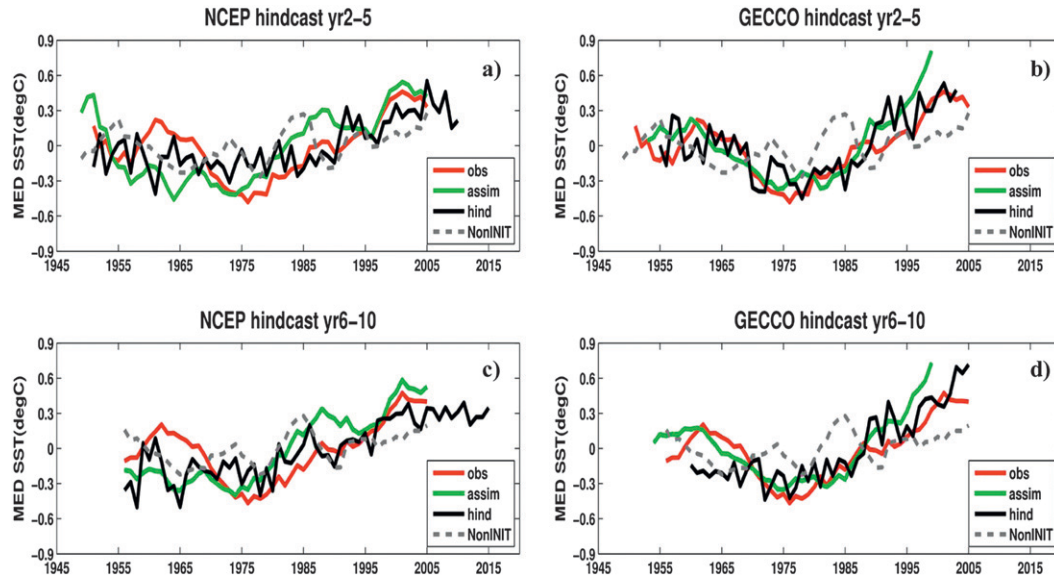 NCEP hindcast yr2-5
MED SST(degC)
0.9
0.6
0.3
0
-0.3
-0.6
-0.9
a)
obs
assim
hind
NonINIT
1945 1955 1965 1975 1985 1995 2005 2015
GECCO hindcast yr2-5
MED SST(degC)
0.9
0.6
0.3
0
-0.3
-0.6
-0.9
b)
obs
assim
hind
NonINIT
1945 1955 1965 1975 1985 1995 2005 2015
NCEP hindcast yr6-10
MED SST(degC)
0.9
0.6
0.3
0
-0.3
-0.6
-0.9
c)
obs
assim
hind
NonINIT
1945 1955 1965 1975 1985 1995 2005 2015
GECCO hindcast yr6-10
MED SST(degC)
0.9
0.6
0.3
0
-0.3
-0.6
-0.9
d)
obs
assim
hind
NonINIT
1945 1955 1965 1975 1985 1995 2005 2015